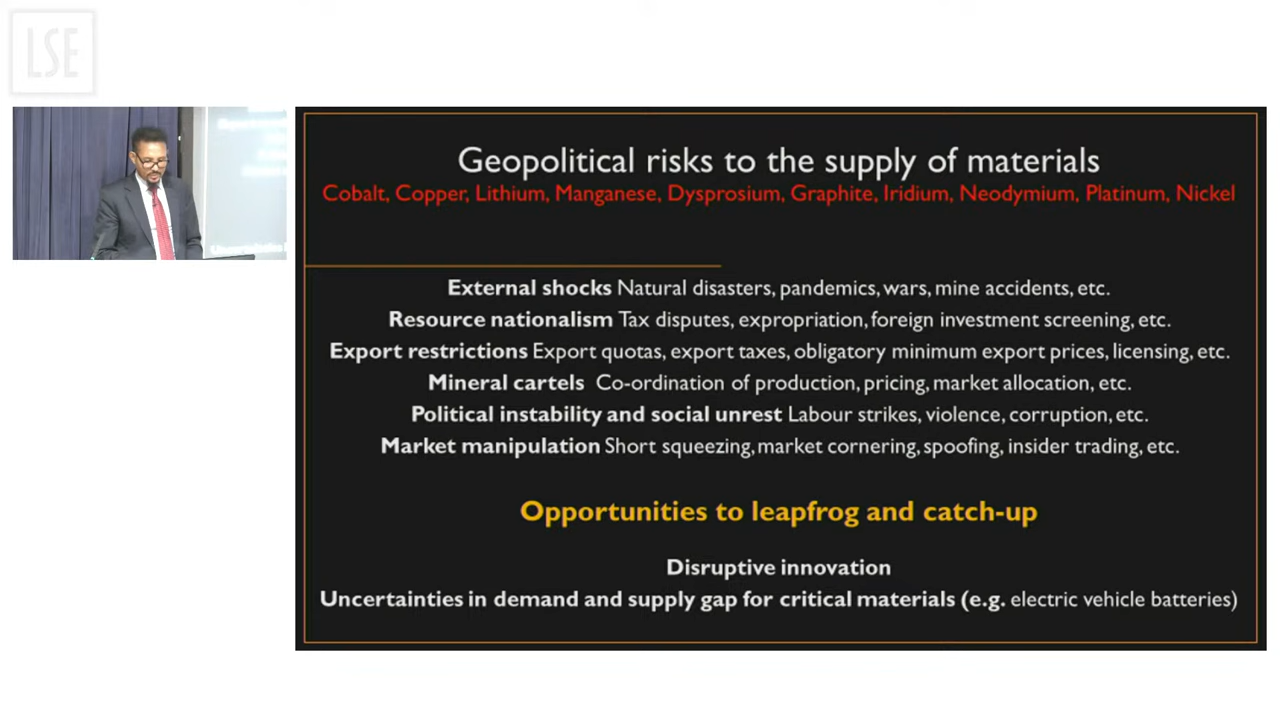 LSE
Geopolitical risks to the supply of materials
Cobalt, Copper, Lithium, Manganese, Dysprosium, Graphite, Iridium, Neodymium, Platinum, Nickel
External shocks Natural disasters, pandemics, wars, mine accidents, etc.
Resource nationalism Tax disputes, expropriation, foreign investment screening, etc.
Export restrictions Export quotas, export taxes, obligatory minimum export prices, licensing, etc.
Mineral cartels Co-ordination of production, pricing, market allocation, etc.
Political instability and social unrest Labour strikes, violence, corruption, etc.
Market manipulation Short squeezing, market cornering, spoofing, insider trading, etc.
Opportunities to leapfrog and catch-up
Disruptive innovation
Uncertainties in demand and supply gap for critical materials (e.g. electric vehicle batteries)